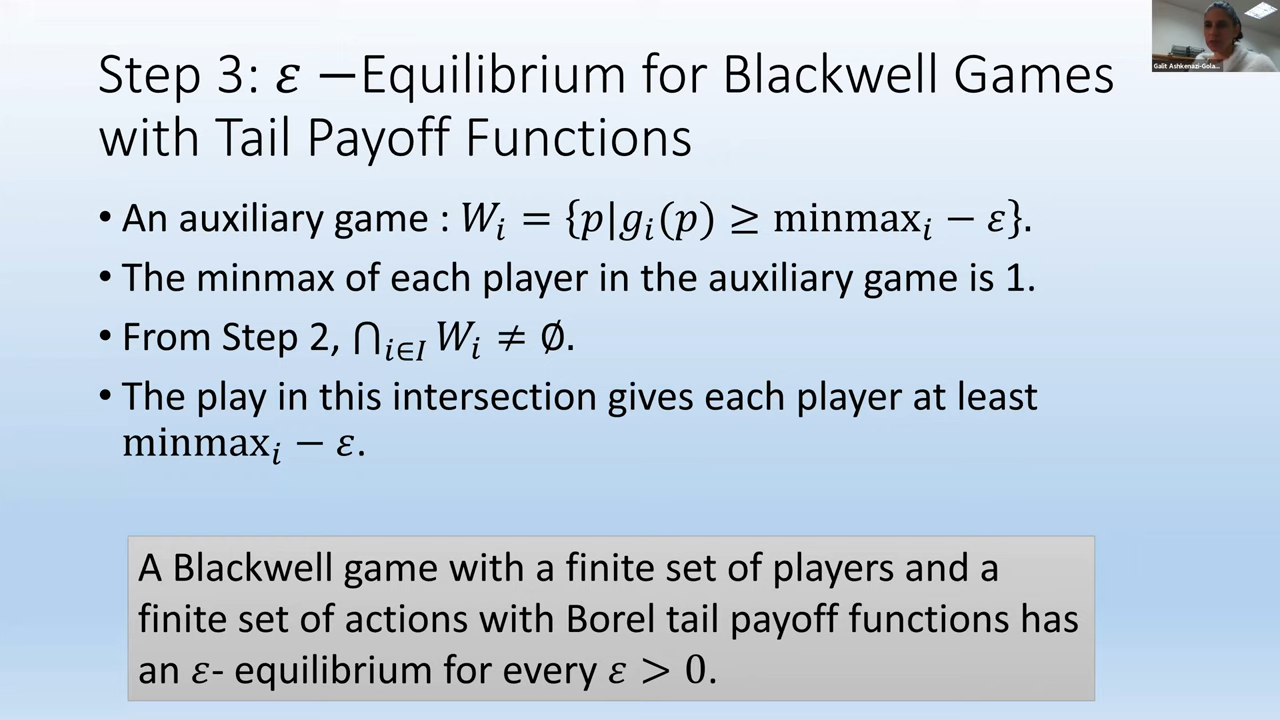 Galit Ashkenazi-Gola...
Step 3: 𝜀 −Equilibrium for Blackwell Games
with Tail Payoff Functions
• An auxiliary game : 𝑊ᵢ = {𝑝|𝑔ᵢ(𝑝) ≥ minmaxᵢ − 𝜀}.
• The minmax of each player in the auxiliary game is 1.
• From Step 2, ⋂ᵢ∈I 𝑊ᵢ ≠ ∅.
• The play in this intersection gives each player at least
minmaxᵢ − 𝜀.
A Blackwell game with a finite set of players and a
finite set of actions with Borel tail payoff functions has
an 𝜀- equilibrium for every 𝜀 > 0.